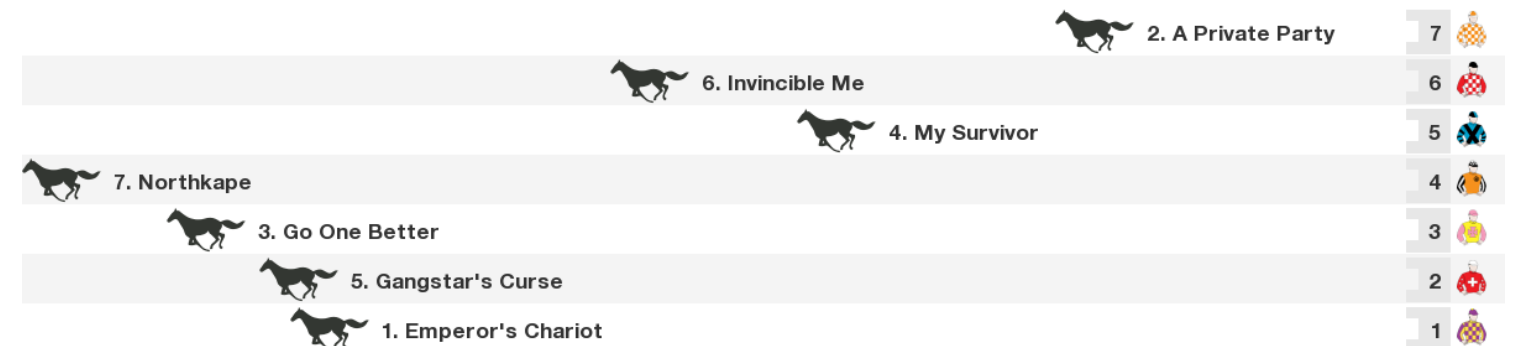 2. A Private Party 7
6. Invincible Me 6
4. My Survivor 5
7. Northkape 4
3. Go One Better 3
5. Gangstar's Curse 2
1. Emperor's Chariot 1